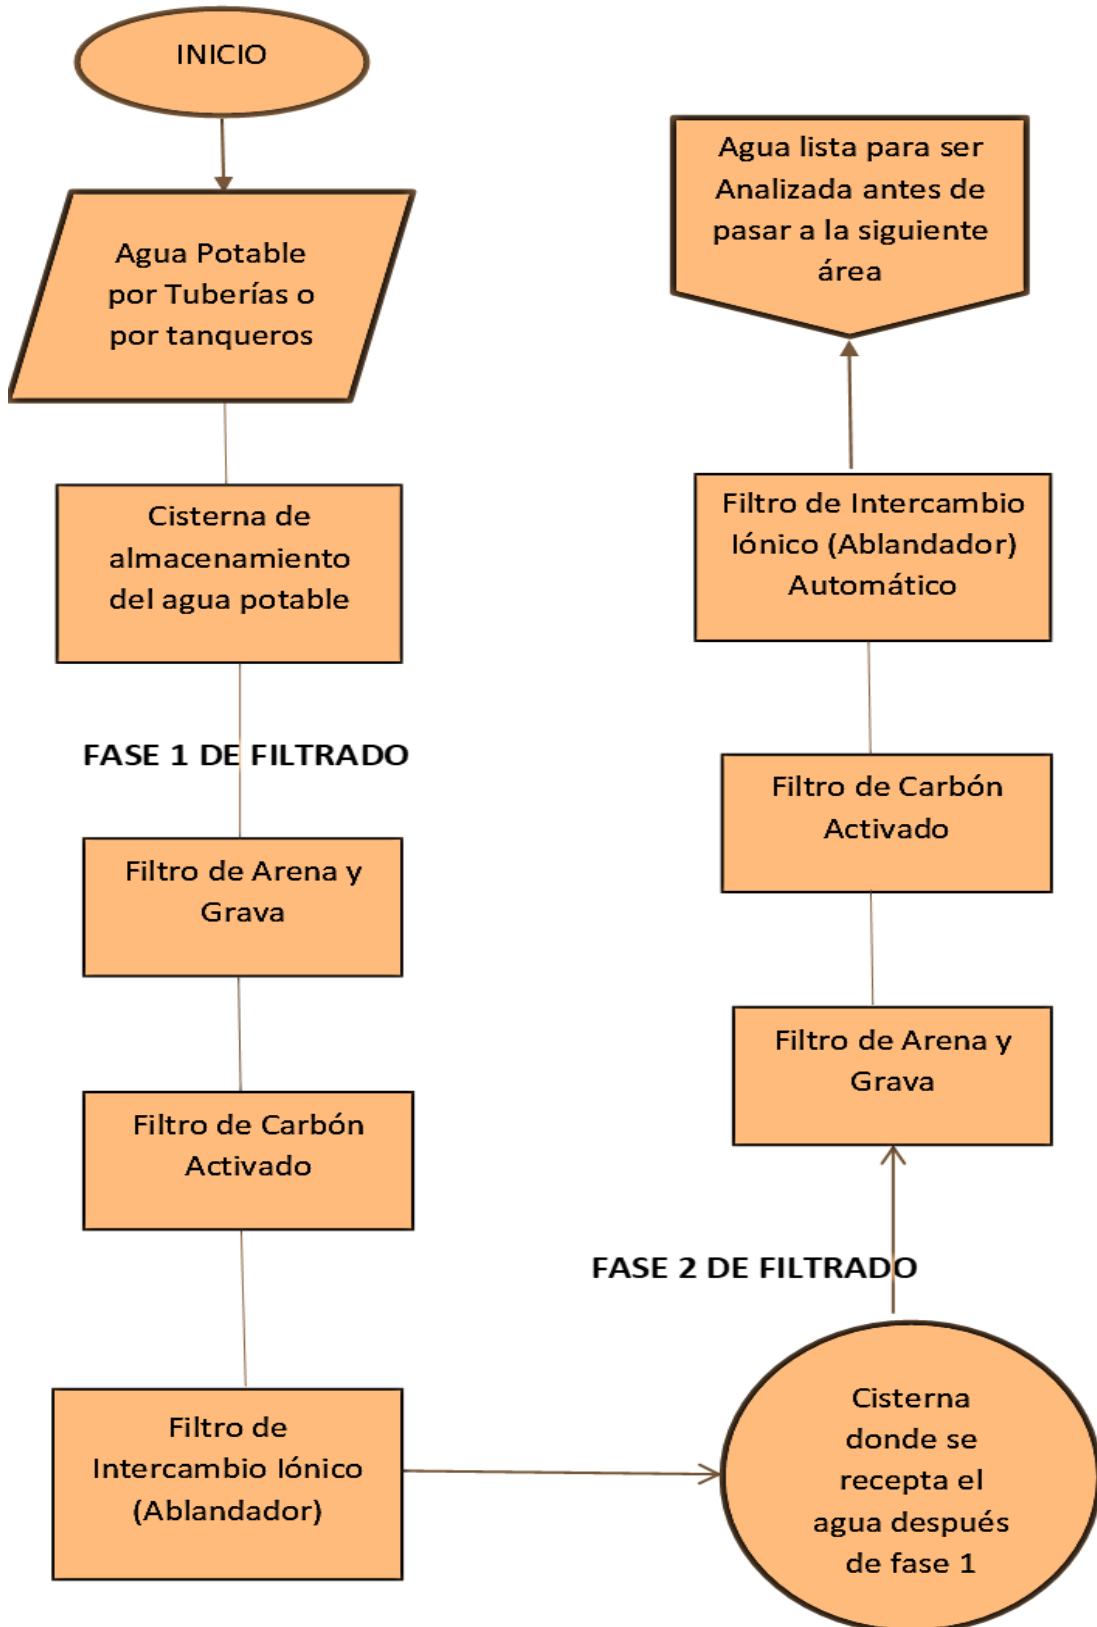 INICIO
Agua Potable
por Tuberías o
por tanqueros
Cisterna de
almacenamiento
del agua potable
FASE 1 DE FILTRADO
Filtro de Arena y
Grava
Filtro de Carbón
Activado
Filtro de
Intercambio Iónico
(Ablandador)
Cisterna
donde se
recepta el
agua después
de fase 1
FASE 2 DE FILTRADO
Filtro de Arena y
Grava
Filtro de Carbón
Activado
Filtro de Intercambio
Iónico (Ablandador)
Automático
Agua lista para ser
Analizada antes de
pasar a la siguiente
área